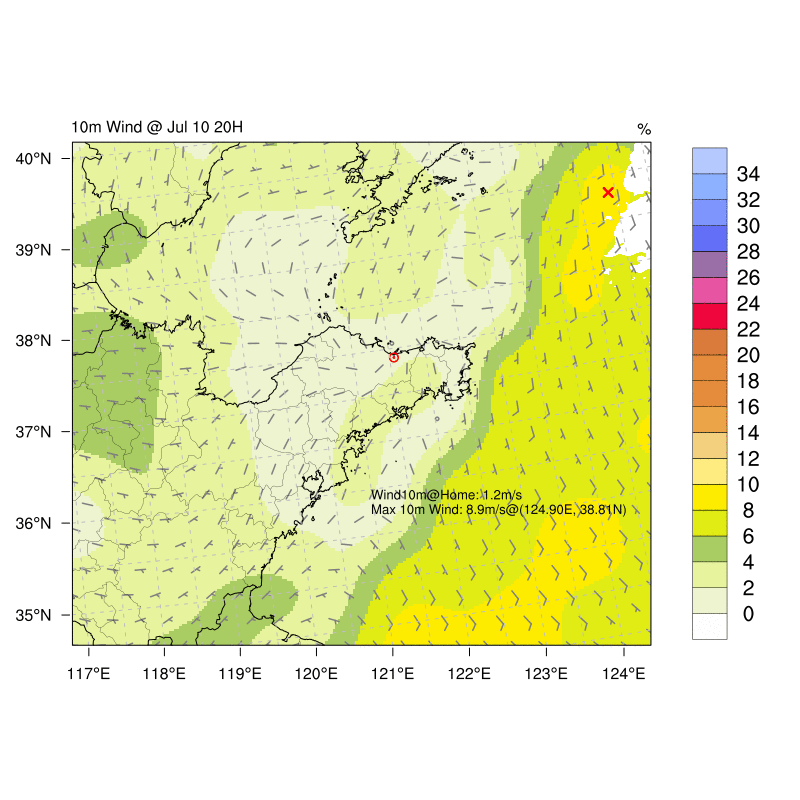 10m Wind @ Jul 10 20H
%
40°N
39°N
38°N
37°N
36°N
35°N
117°E 118°E 119°E 120°E 121°E 122°E 123°E 124°E
Wind10m@Home: 1.2m/s
Max 10m Wind: 8.9m/s@(124.90E, 38.81N)
34
32
30
28
26
24
22
20
18
16
14
12
10
8
6
4
2
0